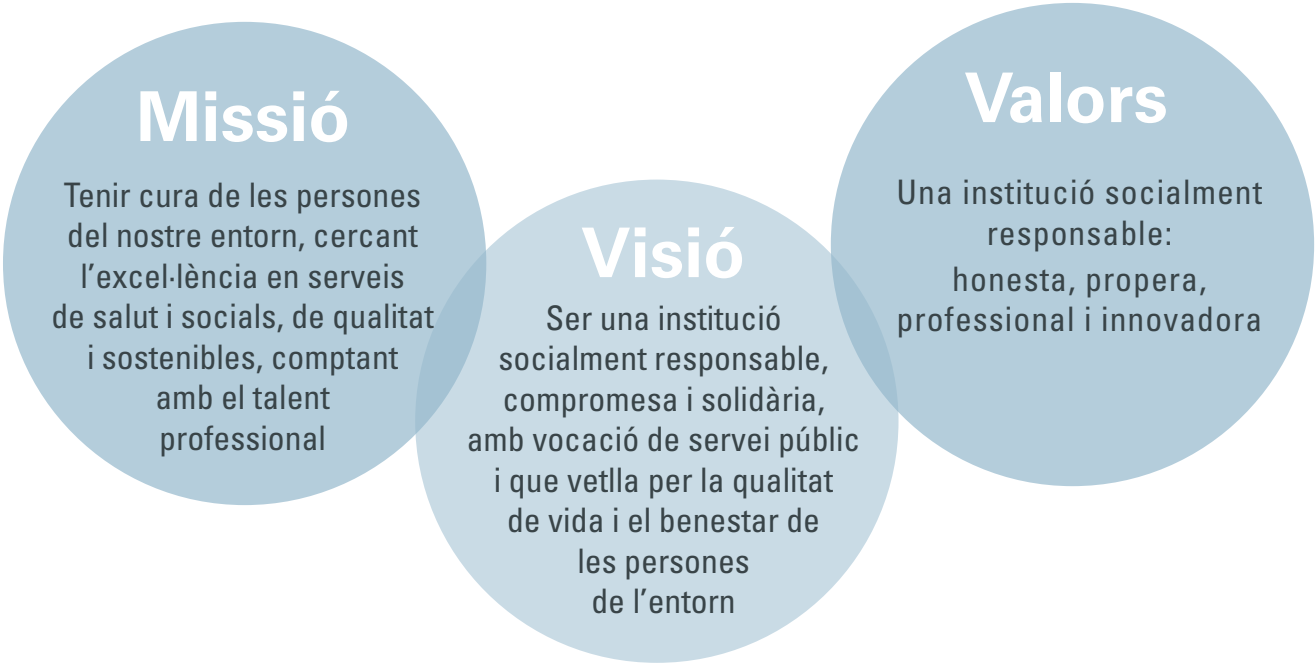 Missió
Tenir cura de les persones
del nostre entorn, cercant
l’excel·lència en serveis
de salut i socials, de qualitat
i sostenibles, comptant
amb el talent
professional
Visió
Ser una institució
socialment responsable,
compromesa i solidària,
amb vocació de servei públic
i que vetlla per la qualitat
de vida i el benestar de
les persones
de l’entorn
Valors
Una institució socialment
responsable:
honesta, propera,
professional i innovadora